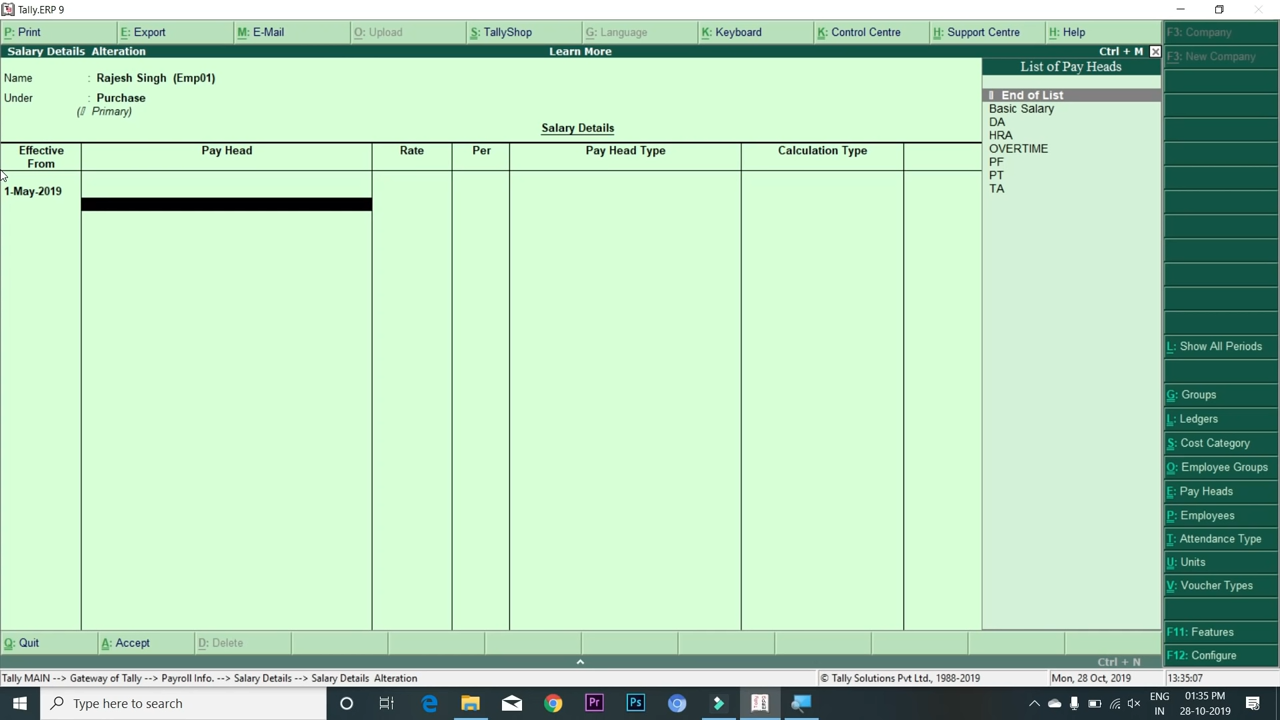 Tally.ERP 9
P: Print
E: Export
M: E-Mail
O: Upload
S: TallyShop
G: Language
K: Keyboard
K: Control Centre
H: Support Centre
H: Help
F3: Company
Salary Details Alteration
Learn More
Ctrl + M
F3: New Company
Name : Rajesh Singh (Emp01)
Under : Purchase
( Primary)
Salary Details
Effective From
Pay Head
Rate
Per
Pay Head Type
Calculation Type
1-May-2019
List of Pay Heads
End of List
Basic Salary
DA
HRA
OVERTIME
PF
PT
TA
L: Show All Periods
G: Groups
L: Ledgers
S: Cost Category
O: Employee Groups
E: Pay Heads
P: Employees
T: Attendance Type
U: Units
V: Voucher Types
F11: Features
F12: Configure
Q: Quit
A: Accept
D: Delete
Ctrl + N
Tally MAIN --> Gateway of Tally --> Payroll Info. --> Salary Details --> Salary Details Alteration
© Tally Solutions Pvt Ltd., 1988-2019
Mon, 28 Oct, 2019
13:35:07
Type here to search
Pr
Ps
ENG
IN
01:35 PM
28-10-2019